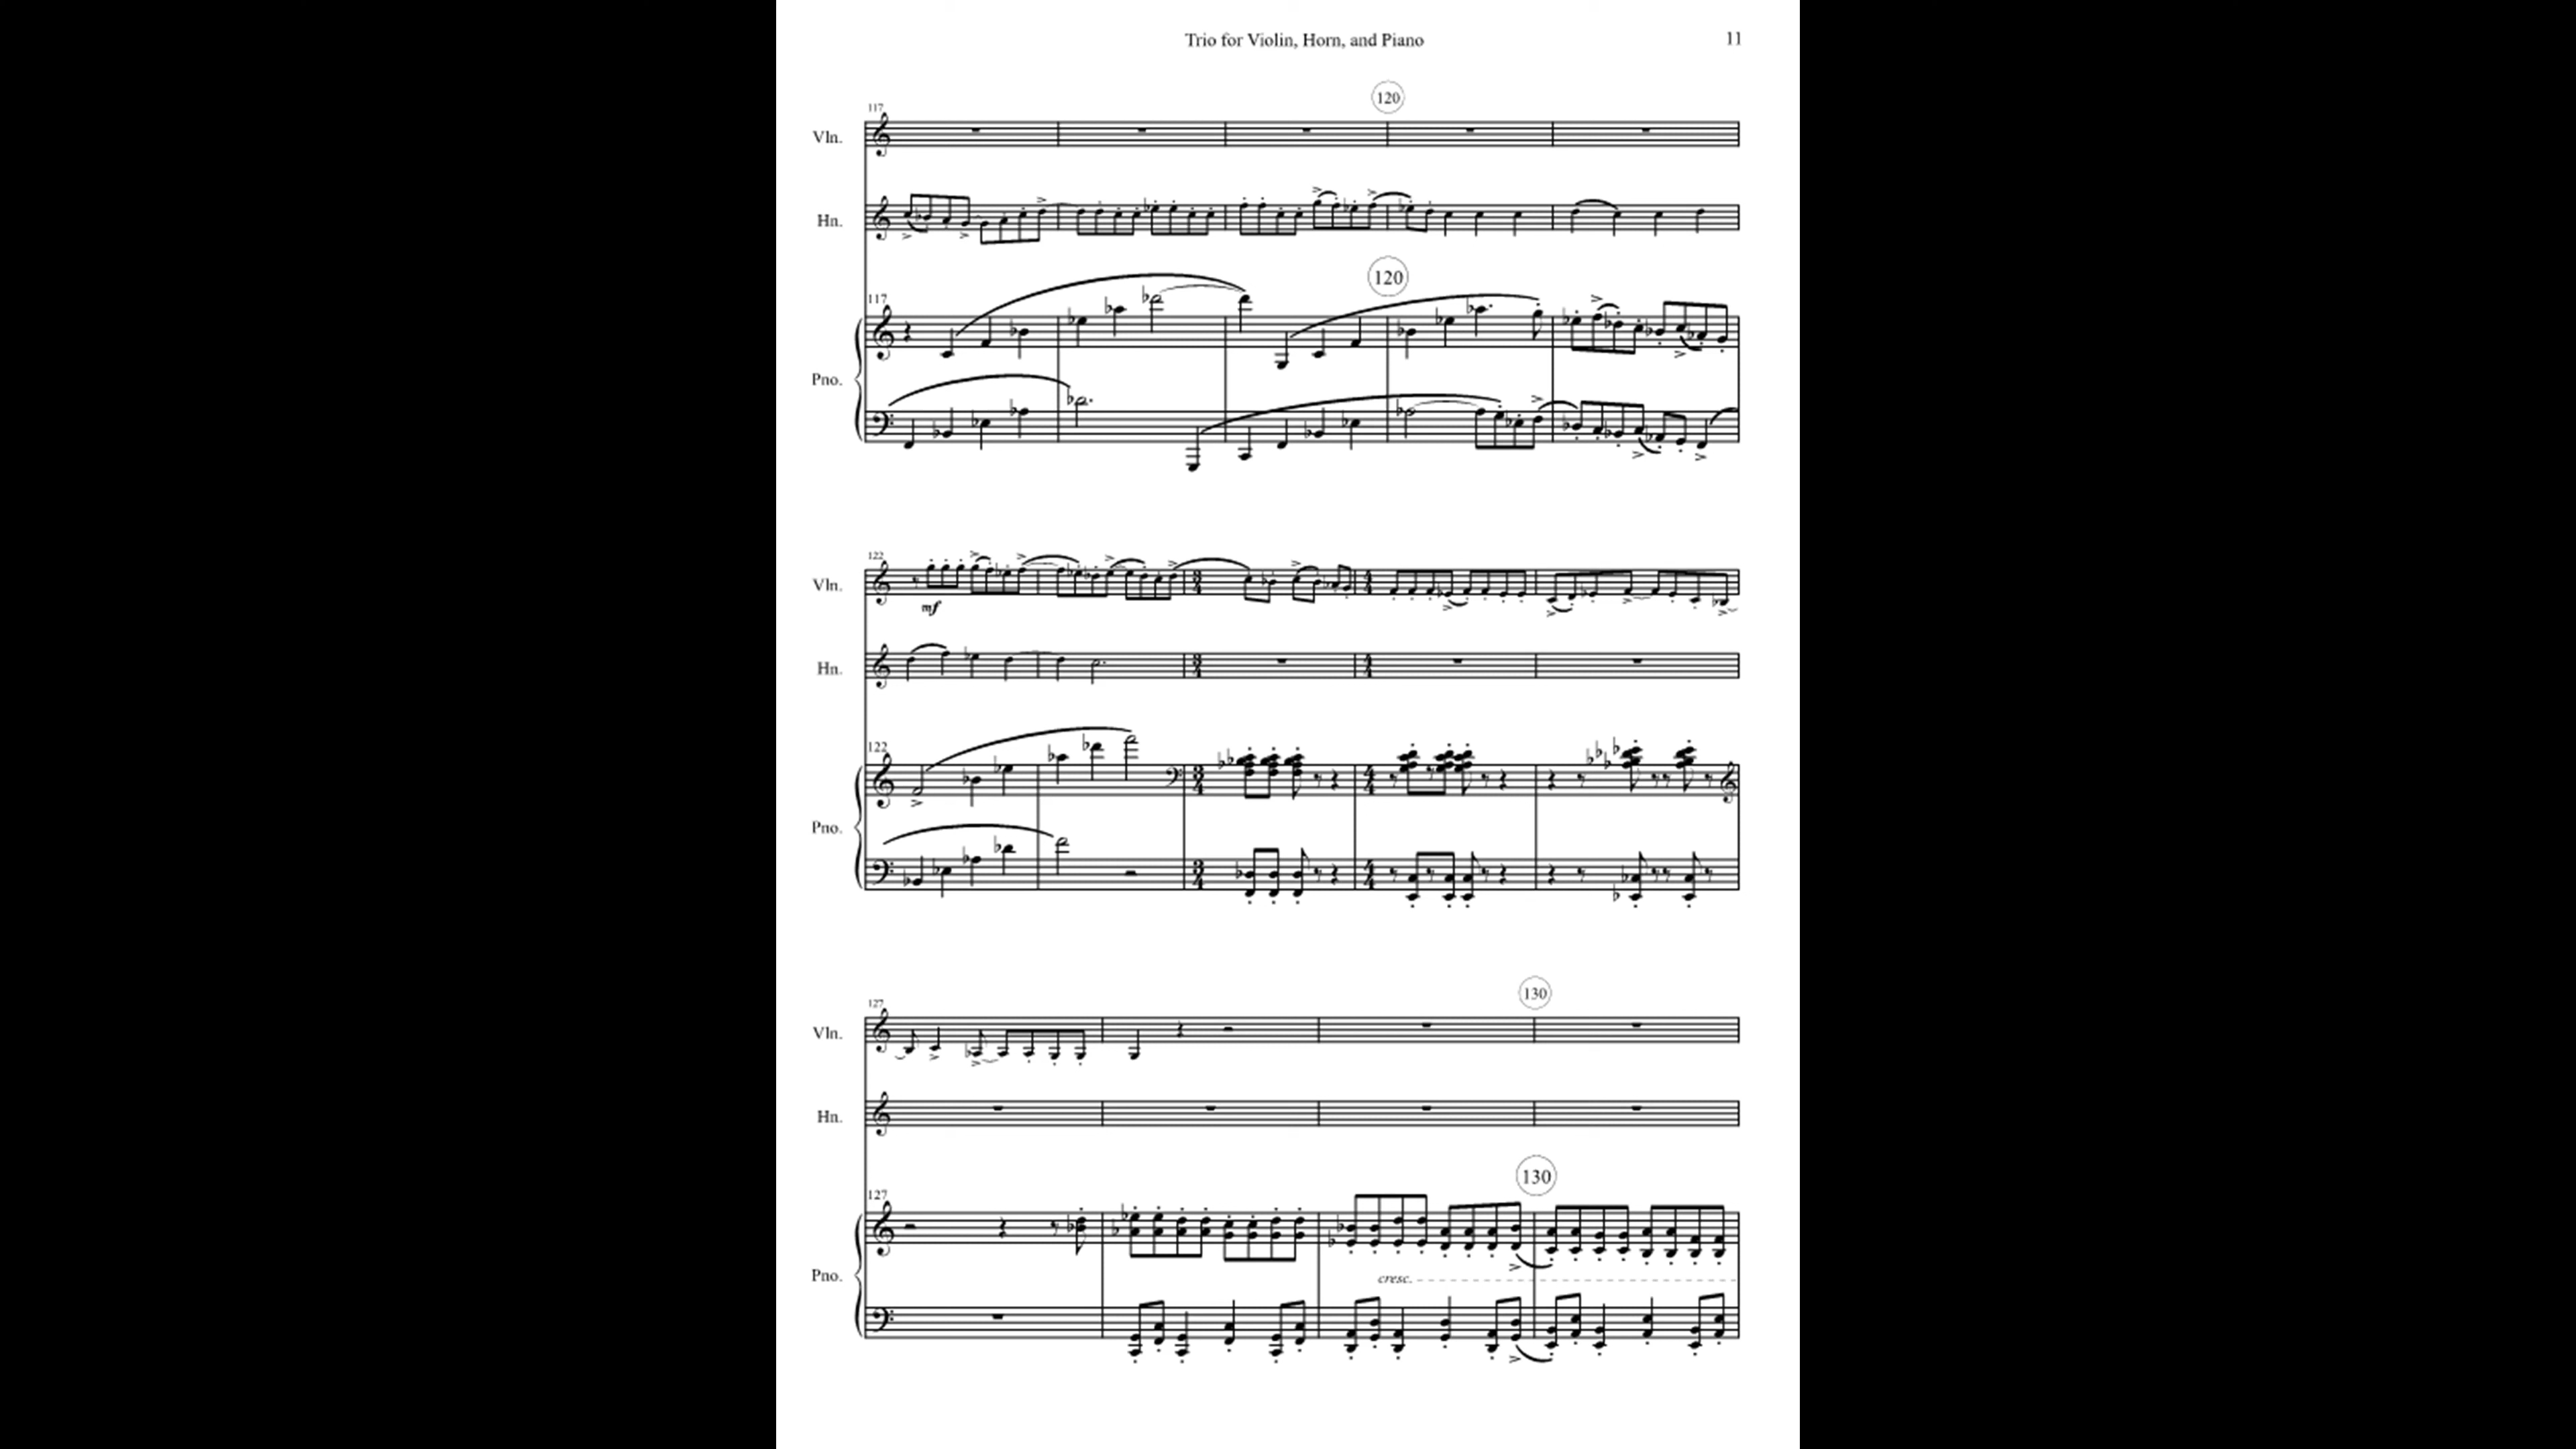 Trio for Violin, Horn, and Piano 11
120
117
Vln.
Hn.
120
117
Pno.
122
Vln.
mf
Hn.
122
Pno.
130
127
Vln.
Hn.
130
127
Pno.
cresc.